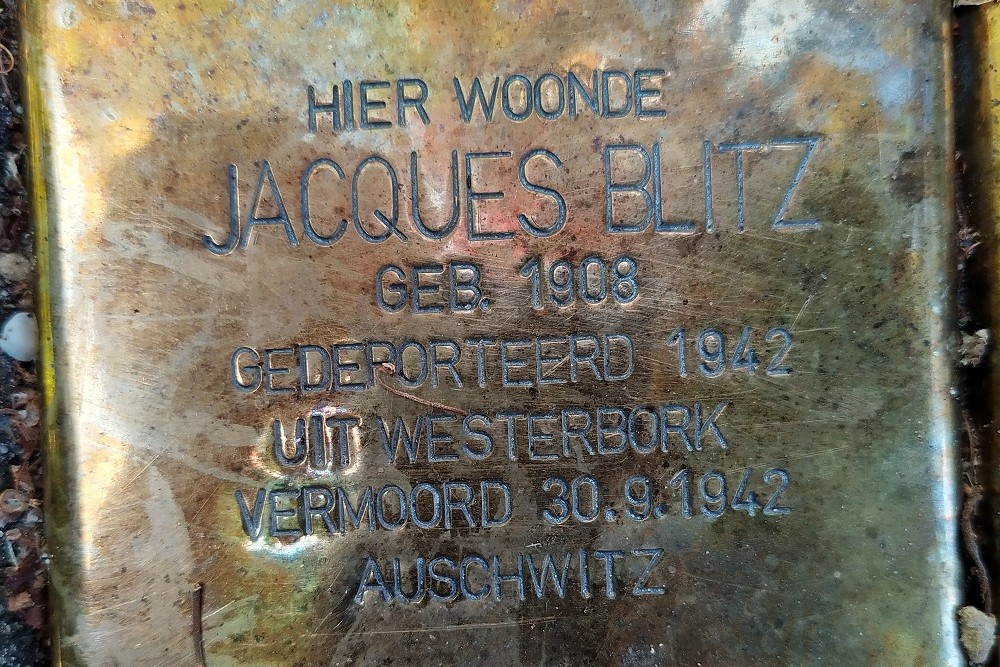 HIER WOONDE
JACQUES BLITZ
GEB. 1908
GEDEPORTEERD 1942
UIT WESTERBORK
VERMOORD 30.9.1942
AUSCHWITZ